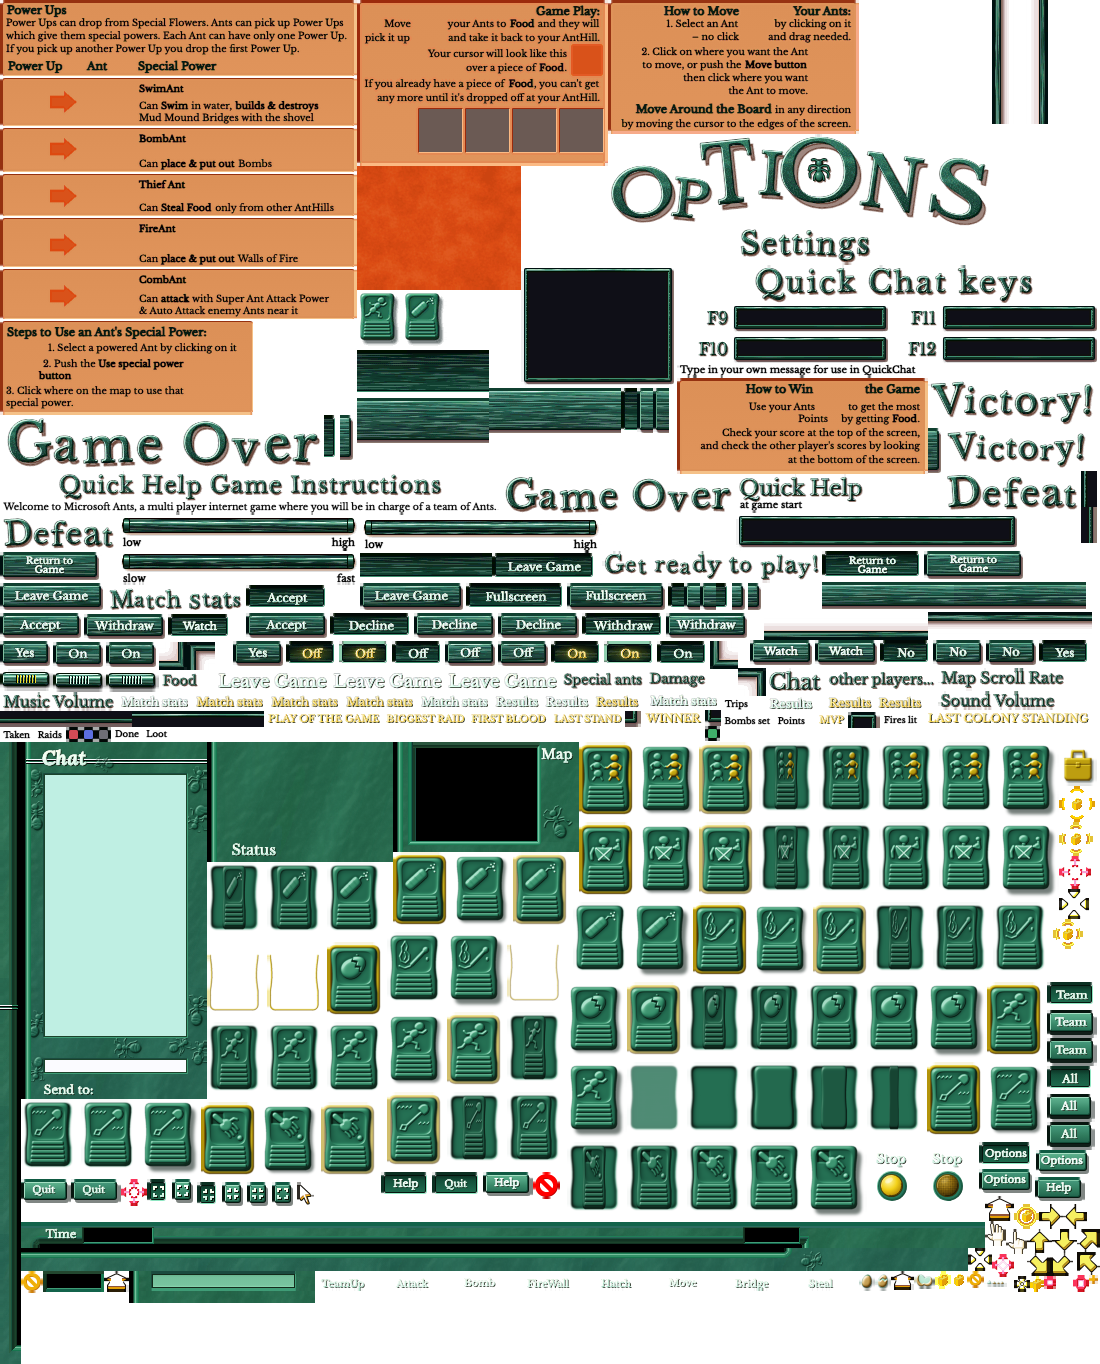 Power Ups
Power Ups can drop from Special Flowers. Ants can pick up Power Ups
which give them special powers. Each Ant can have only one Power Up.
If you pick up another Power Up you drop the first Power Up.
Power Up Ant Special Power
SwimAnt
Can Swim in water, builds & destroys
Mud Mound Bridges with the shovel
BombAnt
Can place & put out Bombs
Thief Ant
Can Steal Food only from other AntHills
FireAnt
Can place & put out Walls of Fire
CombAnt
Can attack with Super Ant Attack Power
& Auto Attack enemy Ants near it
Steps to Use an Ant's Special Power:
1. Select a powered Ant by clicking on it
2. Push the Use special power
button
3. Click where on the map to use that
special power.
Game Play:
Move your Ants to Food and they will
pick it up and take it back to your AntHill.
Your cursor will look like this
over a piece of Food.
If you already have a piece of Food, you can't get
any more until it's dropped off at your AntHill.
How to Move Your Ants:
1. Select an Ant by clicking on it
– no click and drag needed.
2. Click on where you want the Ant
to move, or push the Move button
then click where you want
the Ant to move.
Move Around the Board in any direction
by moving the cursor to the edges of the screen.
OPTIONS
Settings
Quick Chat keys
F9 F11
F10 F12
Type in your own message for use in QuickChat
How to Win the Game
Use your Ants to get the most
Points by getting Food.
Check your score at the top of the screen,
and check the other player's scores by looking
at the bottom of the screen.
Victory!
Victory!
Game Over
Quick Help Game Instructions
Welcome to Microsoft Ants, a multi player internet game where you will be in charge of a team of Ants.
Game Over
Quick Help
at game start
Defeat
Defeat
low high
low high
slow fast
Return to Game
Leave Game
Get ready to play!
Return to Game
Return to Game
Leave Game
Match Stats
Accept
Leave Game
Fullscreen
Fullscreen
Accept Withdraw Watch Accept Decline Decline Decline Withdraw Withdraw
Yes On On Yes Off Off Off Off Off On On On Watch Watch No No No Yes
Food
Leave Game Leave Game Leave Game
Special ants Damage
Chat other players... Map Scroll Rate
Music Volume Match stats Match stats Match stats Match stats Results Results Results Match stats
Trips Results Results Results Sound Volume
PLAY OF THE GAME BIGGEST RAID FIRST BLOOD LAST STAND WINNER
Bombs set Points MVP Fires lit LAST COLONY STANDING
Taken Raids Done Loot
Chat
Status
Map
Send to:
Team
Team
Team
All
All
All
Stop Stop
Options
Options
Options
Help
Quit Quit
Help Quit Help
Time
TeamUp Attack Bomb FireWall Hatch Move Bridge Steal